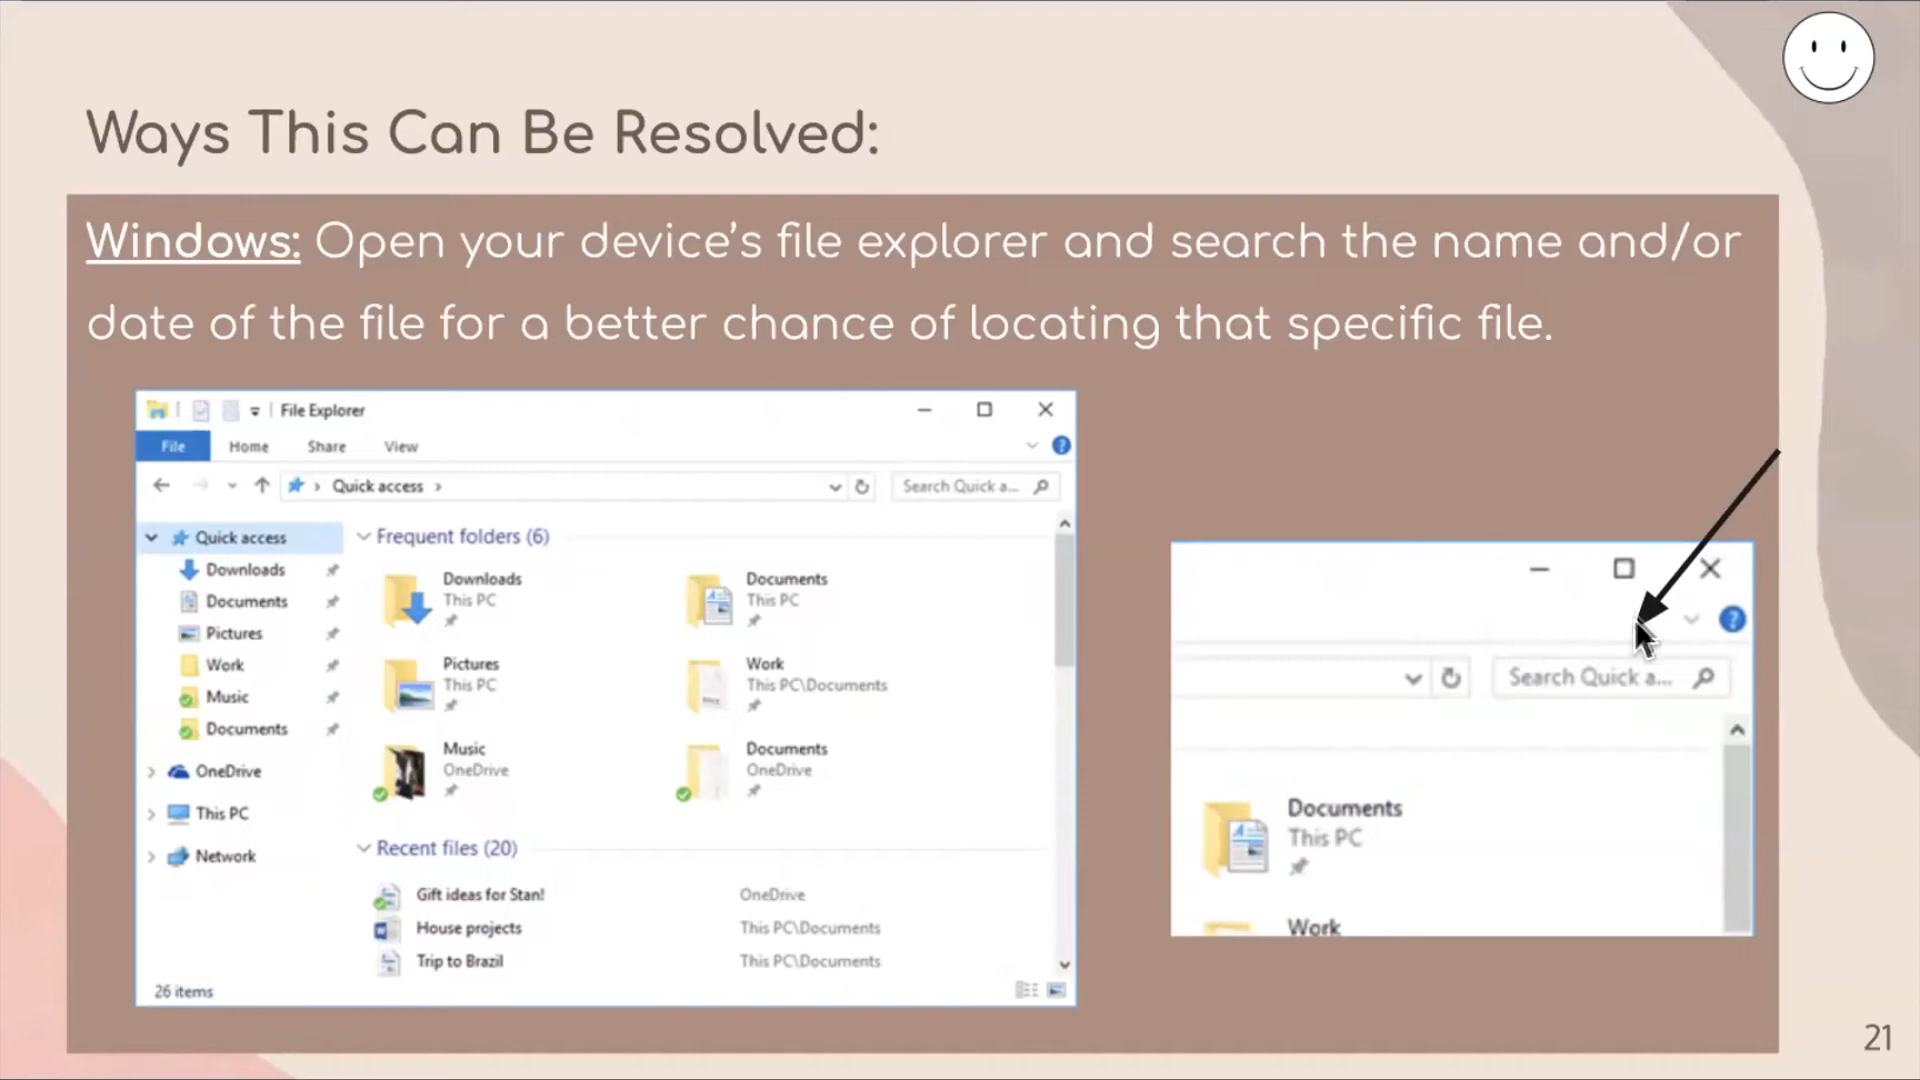 Ways This Can Be Resolved:
Windows: Open your device's file explorer and search the name and/or
date of the file for a better chance of locating that specific file.
File Explorer
File Home Share View
Quick access
Search Quick a...
Quick access
Downloads
Documents
Pictures
Work
Music
Documents
OneDrive
This PC
Network
Frequent folders (6)
Downloads
This PC
Documents
This PC
Pictures
This PC
Work
This PC\Documents
Music
OneDrive
Documents
OneDrive
Recent files (20)
Gift ideas for Stan! OneDrive
House projects This PC\Documents
Trip to Brazil This PC\Documents
26 items
Search Quick a...
Documents
This PC
Work
21